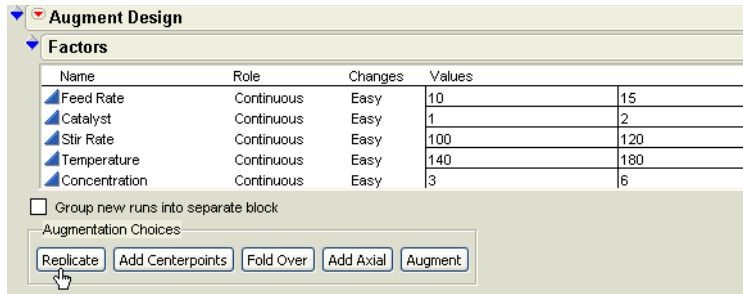 Augment Design
Factors
Name Role Changes Values
Feed Rate Continuous Easy 10 15
Catalyst Continuous Easy 1 2
Stir Rate Continuous Easy 100 120
Temperature Continuous Easy 140 180
Concentration Continuous Easy 3 6
Group new runs into separate block
Augmentation Choices
Replicate Add Centerpoints Fold Over Add Axial Augment